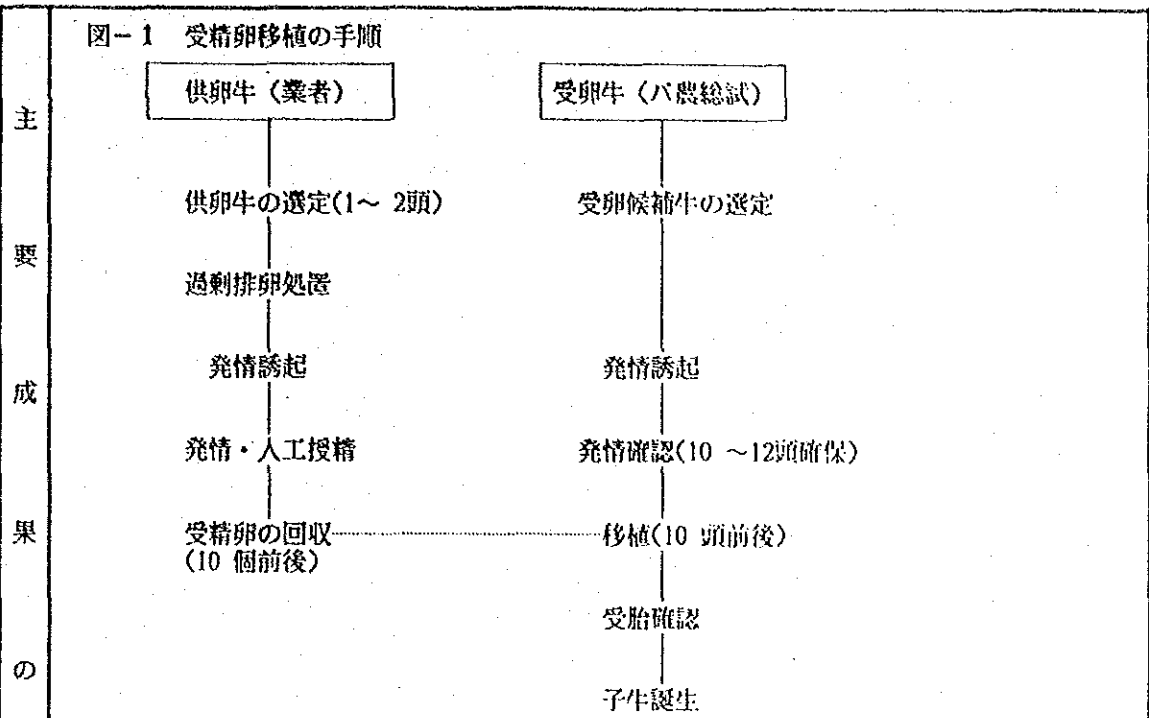 図-1 受精卵移植の手順
供卵牛(業者)
受卵牛(パ農総試)
供卵牛の選定(1～ 2頭)
受卵候補牛の選定
過剰排卵処置
発情誘起
発情誘起
発情・人工授精
発情確認(10 ～12頭確保)
受精卵の回収
(10 個前後)
移植(10 頭前後)
受胎確認
子牛誕生
主
要
成
果
の